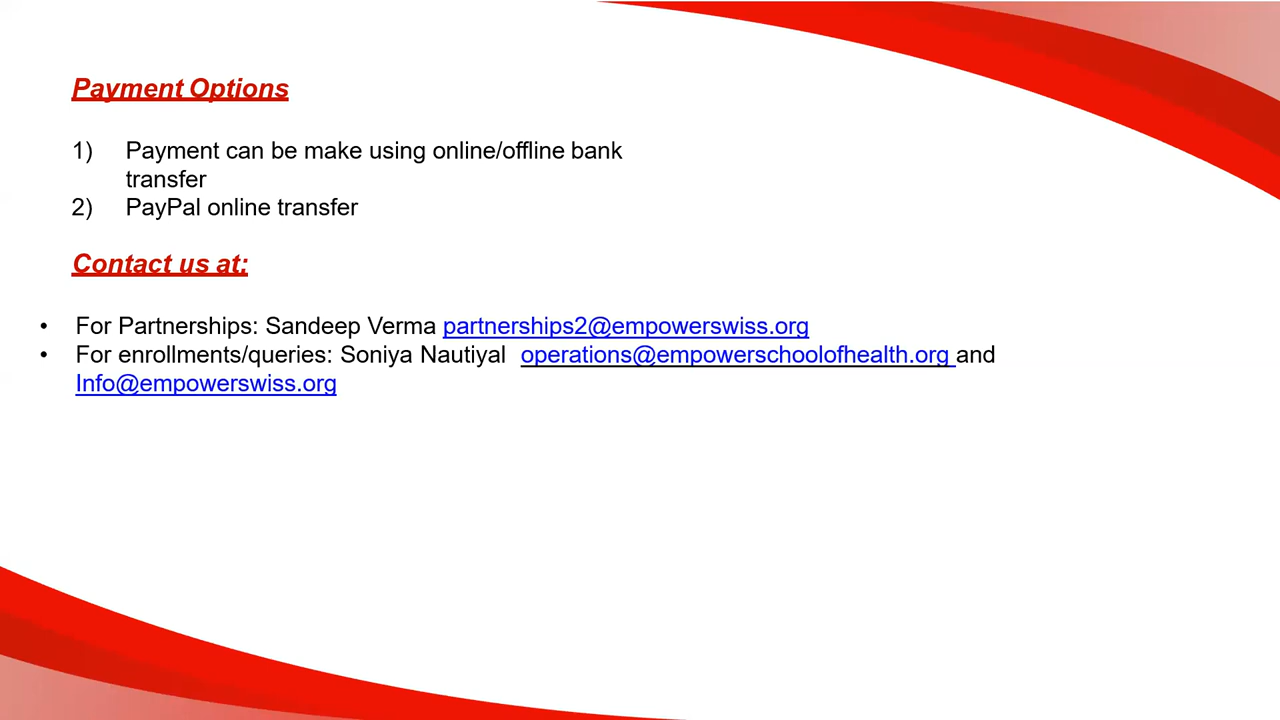 Payment Options
1) Payment can be make using online/offline bank
transfer
2) PayPal online transfer
Contact us at:
• For Partnerships: Sandeep Verma partnerships2@empowerswiss.org
• For enrollments/queries: Soniya Nautiyal operations@empowerschoolofhealth.org and
Info@empowerswiss.org